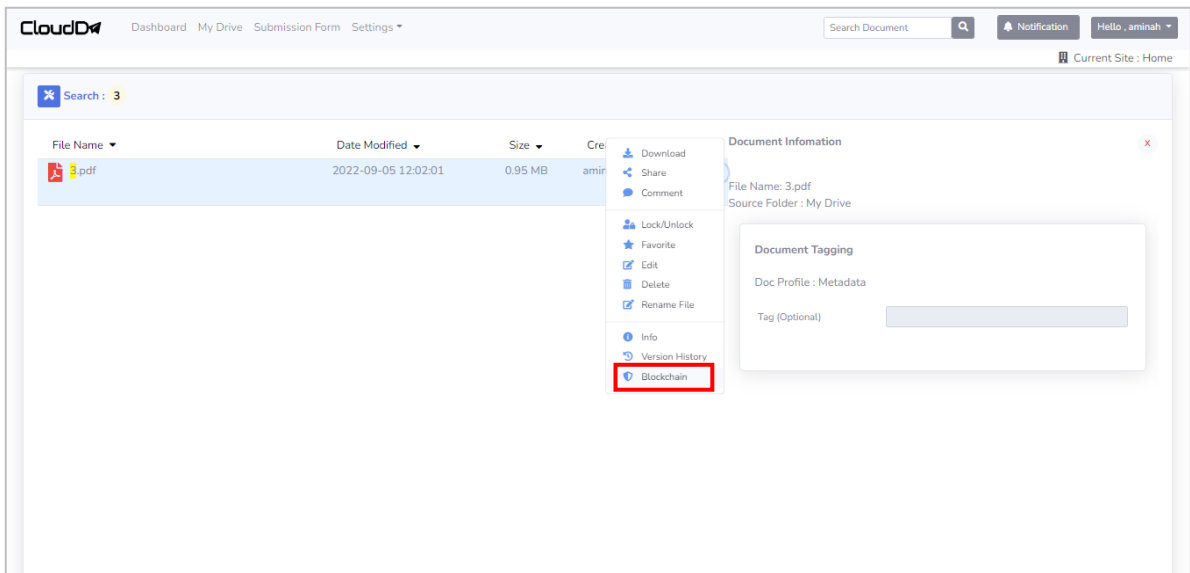 CloudD Dashboard My Drive Submission Form Settings Search Document Notification Hello , aminah
Current Site : Home
Search : 3
File Name Date Modified Size Cre
3.pdf 2022-09-05 12:02:01 0.95 MB amin
Download
Share
Comment
Lock/Unlock
Favorite
Edit
Delete
Rename File
Info
Version History
Blockchain
Document Infomation x
File Name: 3.pdf
Source Folder : My Drive
Document Tagging
Doc Profile : Metadata
Tag (Optional)